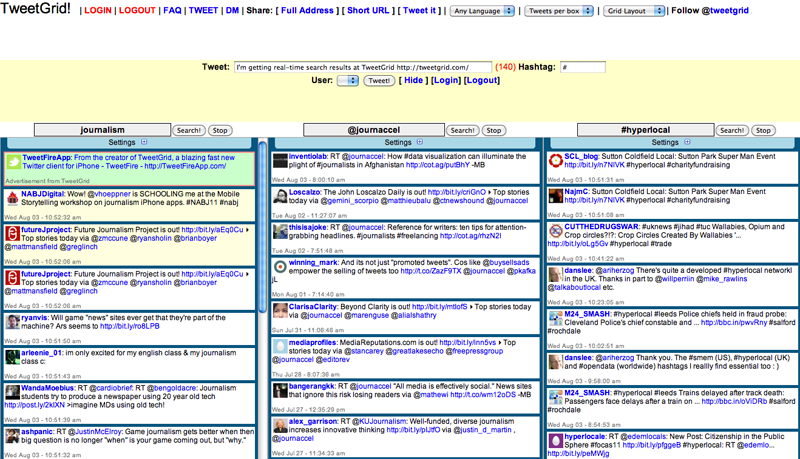 TweetGrid! | LOGIN | LOGOUT | FAQ | TWEET | DM | Share: [ Full Address ] [ Short URL ] [ Tweet it ] | Any Language | Tweets per box | Grid Layout | Follow @tweetgrid
Tweet: I'm getting real-time search results at TweetGrid http://tweetgrid.com/ (140) Hashtag: #
User: Tweet! [ Hide ] [Login] [Logout]
journalism Search! Stop
Settings
TweetFireApp: From the creator of TweetGrid, a blazing fast new
Twitter client for iPhone - TweetFire - http://TweetFireApp.com/
Advertisement from TweetGrid
NABJDigital: Wow! @vhoeppner is SCHOOLING me at the Mobile
Storytelling workshop on journalism iPhone apps. #NABJ11 #nabj
Wed Aug 03 - 10:52:32 am
futureJproject: Future Journalism Project is out! http://bit.ly/aEq0Cu
Top stories today via @zmccune @ryansholin @brianboyer
@mattmansfield @greglinch
Wed Aug 03 - 10:52:06 am
futureJproject: Future Journalism Project is out! http://bit.ly/aEq0Cu
Top stories today via @zmccune @ryansholin @brianboyer
@mattmansfield @greglinch
Wed Aug 03 - 10:52:06 am
ryanvis: Will game "news" sites ever get that they're part of the
machine? Ars seems to http://bit.ly/ro8LPB
Wed Aug 03 - 10:51:50 am
arleenie_01: im only excited for my english class & my journalism
class c:
Wed Aug 03 - 10:51:43 am
WandaMoebius: RT @cardiobrief: RT @bengoldacre: Journalism
students try to produce a newspaper using 20 year old tech
http://post.ly/2klXN >imagine MDs using old tech!
Wed Aug 03 - 10:51:39 am
ashpanic: RT @JustinMcElroy: Game journalism gets better when then
big question is no longer "when" is your game coming out, but "why."
Wed Aug 03 - 10:51:36 am
@journaccel Search! Stop
Settings
inventiolab: RT @journaccel: How #data visualization can illuminate the
plight of #journalists in Afghanistan http://cot.ag/putBhY -MB
Wed Aug 03 - 8:00:10 am
Loscalzo: The John Loscalzo Daily is out! http://bit.ly/criGnO Top stories
today via @gemini_scorpio @matthieubalu @ctnewshound @journaccel
Tue Aug 02 - 11:27:07 am
thisisajoke: RT @journaccel: Reference for writers: ten tips for attention-
grabbing headlines. #journalists #freelancing http://cot.ag/rhzN2l
Tue Aug 02 - 7:51:48 am
winning_mark: And its not just "promoted tweets". Cos like @buysellsads
empower the selling of tweets too http://t.co/ZazF9TX @journaccel @pkafka
jL
Mon Aug 01 - 7:14:40 am
ClarisaClarity: Beyond Clarity is out! http://bit.ly/mtlofS Top stories today
via @journaccel @marenguse @alialshathry
Sun Jul 31 - 11:06:46 am
mediaprofiles: MediaReputations.com is out! http://bit.ly/inn5vs Top
stories today via @stancarey @greatlakesecho @freepressgroup
@journaccel @editorev
Thu Jul 28 - 8:07:36 am
bangerangkk: RT @journaccel "All media is effectively social." News sites
that ignore this risk losing readers via @mathewi http://t.co/wm12oDS -MB
Wed Jul 27 - 12:36:29 pm
alex_garrison: RT @KUJournalism: Well-funded, diverse journalism
increases innovative thinking http://bit.ly/plJtfO via @justin_d_martin ,
@journaccel
Wed Jul 27 - 11:34:33 am
#hyperlocal Search! Stop
Settings
SCL_blog: Sutton Coldfield Local: Sutton Park Super Man Event
http://bit.ly/n7NIVK #hyperlocal #charityfundraising
Wed Aug 03 - 10:51:31 am
NajmC: Sutton Coldfield Local: Sutton Park Super Man Event
http://bit.ly/n7NIVK #hyperlocal #charityfundraising
Wed Aug 03 - 10:51:08 am
CUTTHEDRUGSWAR: #uknews #jihad #tuc Wallabies, Opium and
Crop circles?!?: Crop Circles Created By Wallabies '...
http://bit.ly/oLg5Gv #hyperlocal #trade
Wed Aug 03 - 10:41:22 am
danslee: @ariherzog There's quite a developed #hyperlocal network
in the UK. Thanks in part to @willperrin @mike_rawlins
@talkaboutlocal etc.
Wed Aug 03 - 10:23:05 am
M24_SMASH: #hyperlocal #leeds Police chiefs held in fraud probe:
Cleveland Police's chief constable and ... http://bbc.in/pwvRny #salford
#rochdale
Wed Aug 03 - 10:02:51 am
danslee: @ariherzog Thank you. The #smem (US), #hyperlocal (UK)
and #opendata (worldwide) hashtags I really find essential too : )
Wed Aug 03 - 9:58:00 am
M24_SMASH: #hyperlocal #leeds Trains delayed after track death:
Passengers face delays after a train on ... http://bbc.in/oViDRb #salford
#rochdale
Wed Aug 03 - 8:54:53 am
hyperlocale: RT @edemlocals: New Post: Citizenship in the Public
Sphere #focas11 http://bit.ly/pfggeB #hyperlocal RT @edemlocals
http://bit.ly/peMWjg